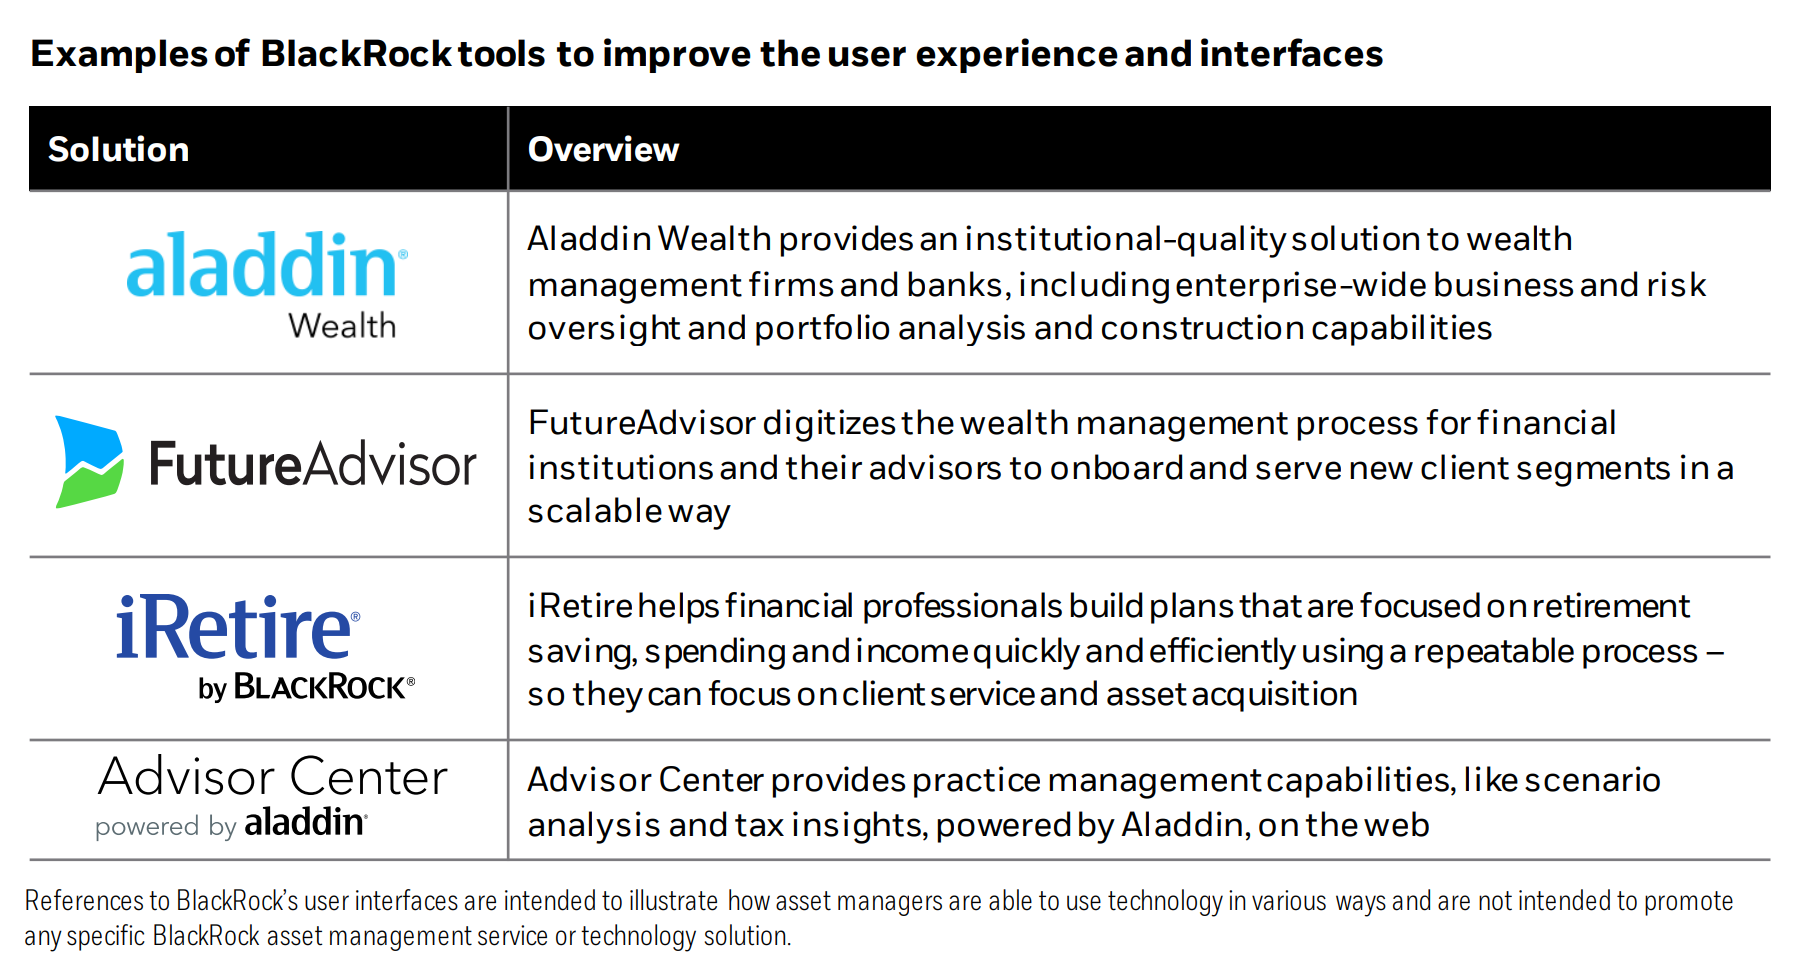 Examples of BlackRock tools to improve the user experience and interfaces
Solution
Overview
aladdin®
Wealth
Aladdin Wealth provides an institutional-quality solution to wealth
management firms and banks, including enterprise-wide business and risk
oversight and portfolio analysis and construction capabilities
FutureAdvisor
FutureAdvisor digitizes the wealth management process for financial
institutions and their advisors to onboard and serve new client segments in a
scalable way
iRetire®
by BLACKROCK®
iRetire helps financial professionals build plans that are focused on retirement
saving, spending and income quickly and efficiently using a repeatable process –
so they can focus on client service and asset acquisition
Advisor Center
powered by aladdin®
Advisor Center provides practice management capabilities, like scenario
analysis and tax insights, powered by Aladdin, on the web
References to BlackRock’s user interfaces are intended to illustrate how asset managers are able to use technology in various ways and are not intended to promote
any specific BlackRock asset management service or technology solution.